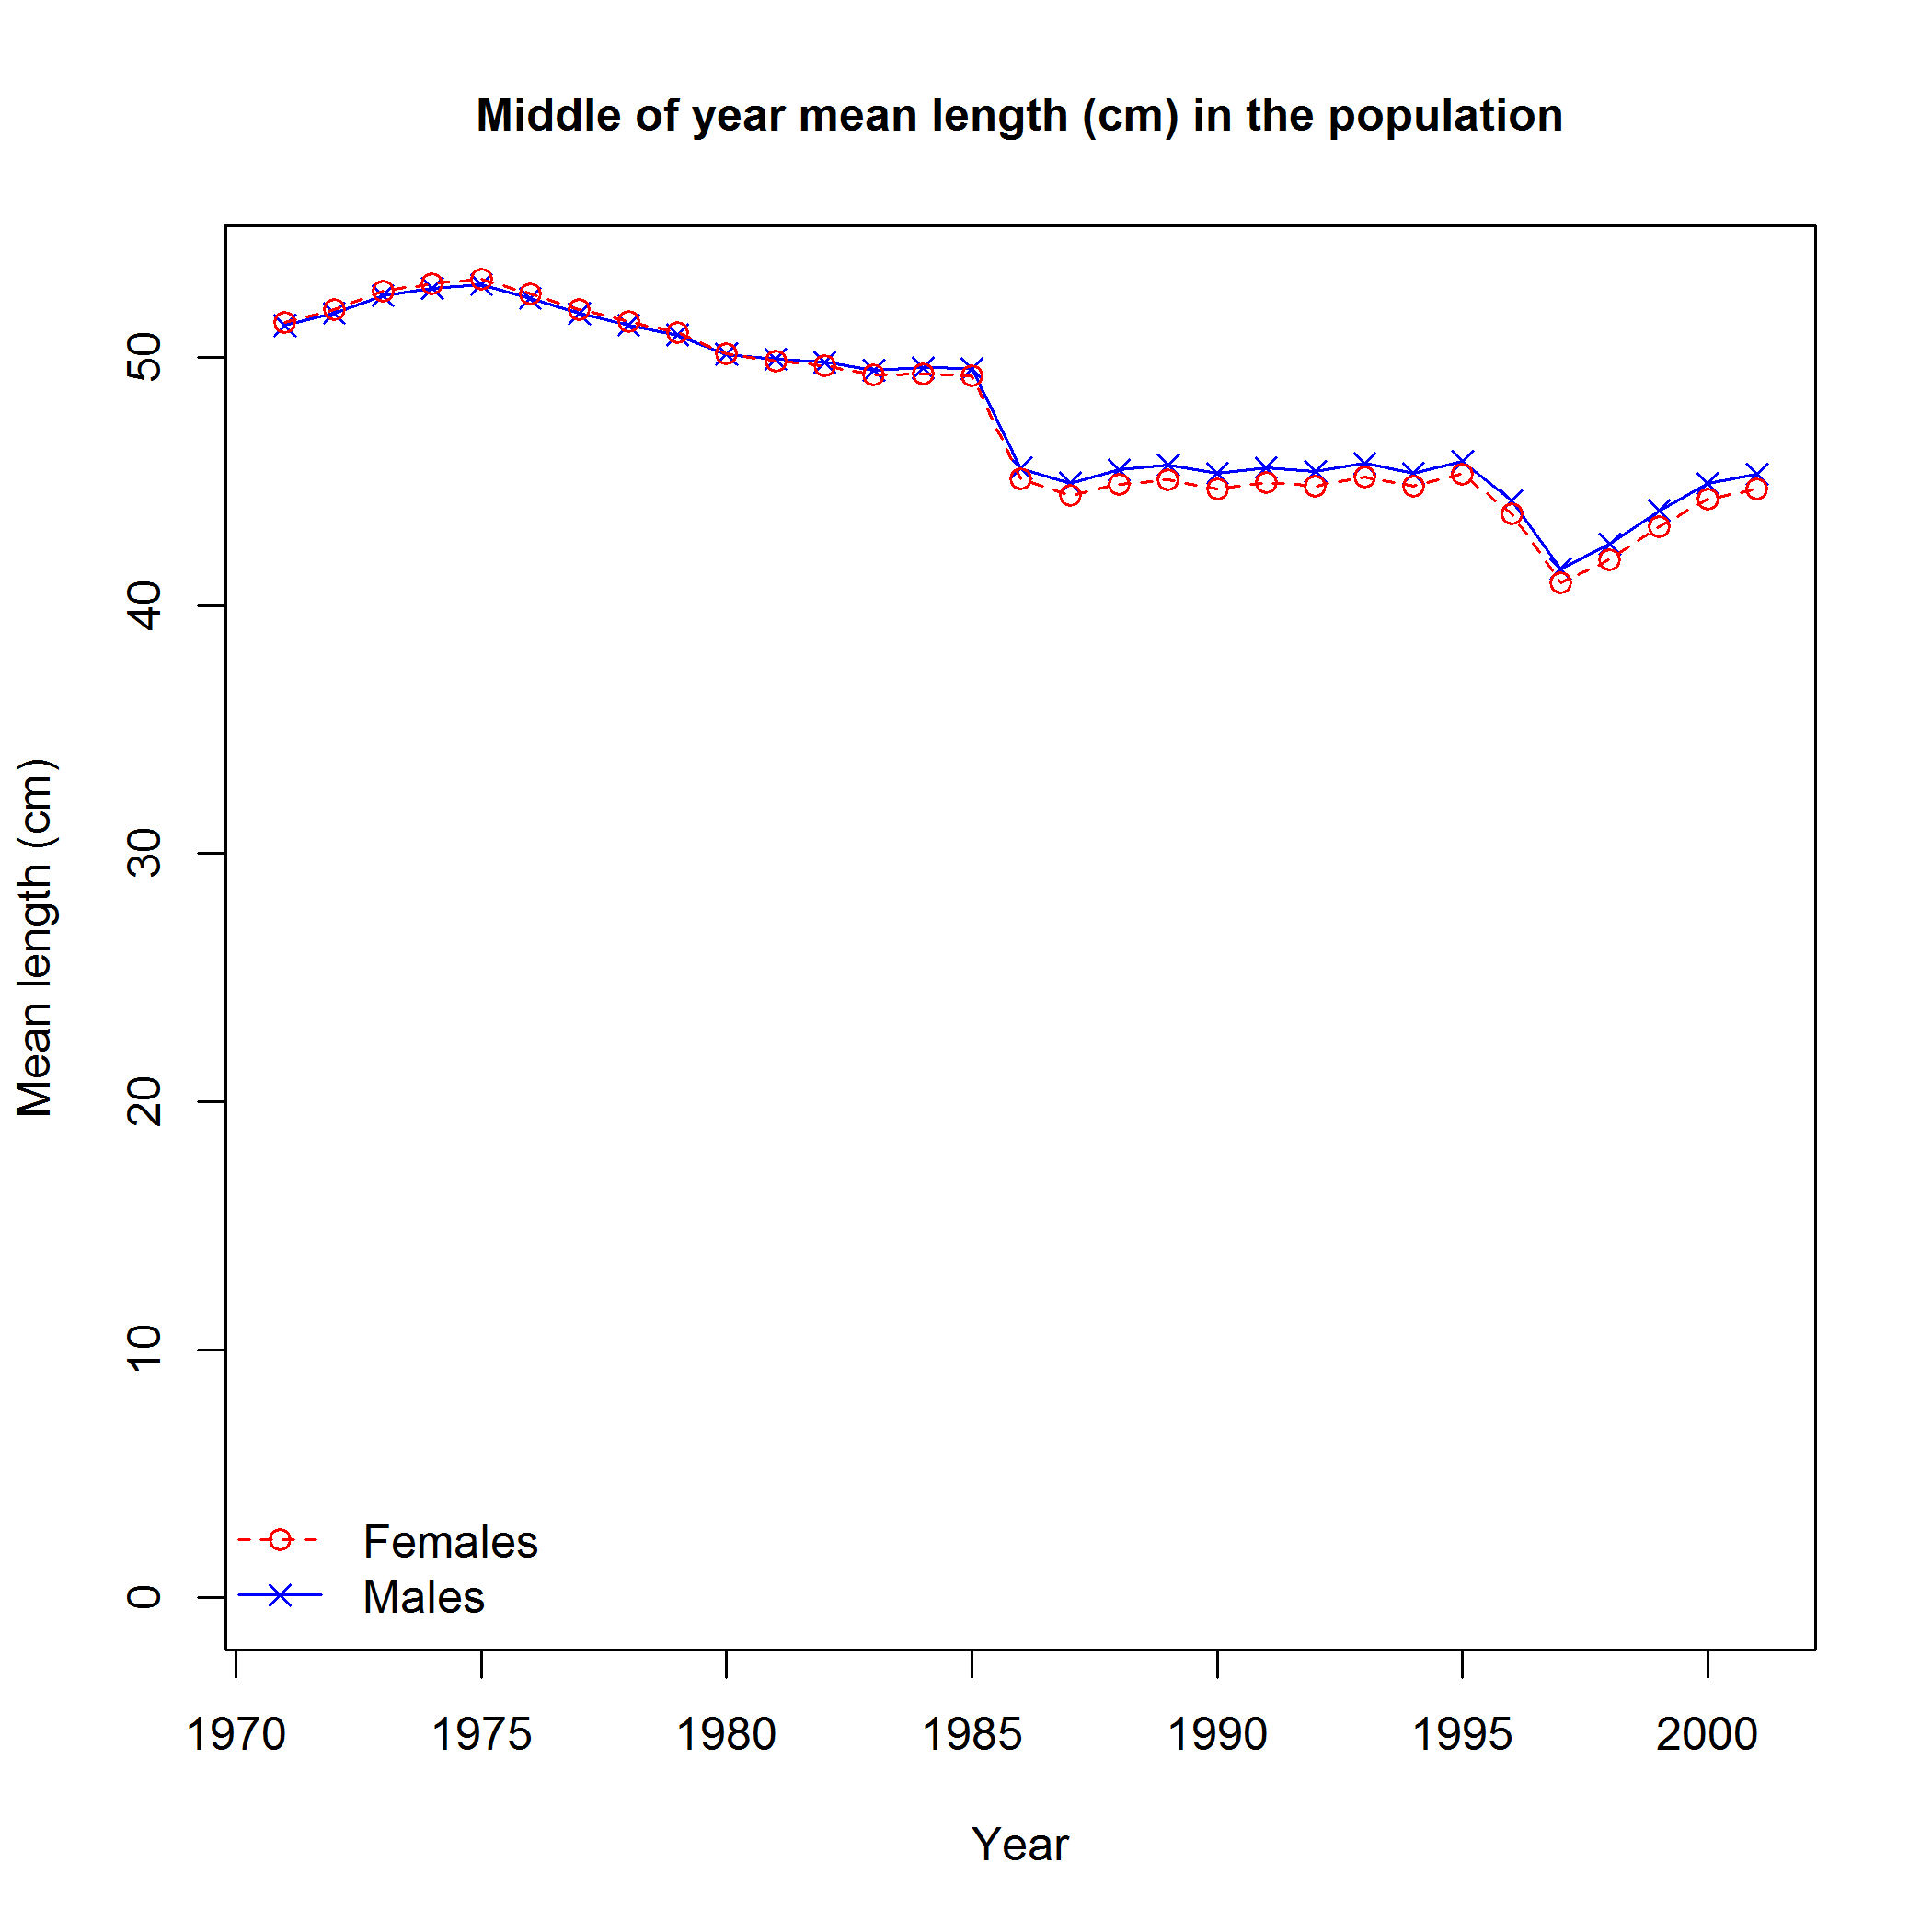 Middle of year mean length (cm) in the population
Mean length (cm)
50
40
30
20
10
0
Females
Males
1970 1975 1980 1985 1990 1995 2000
Year